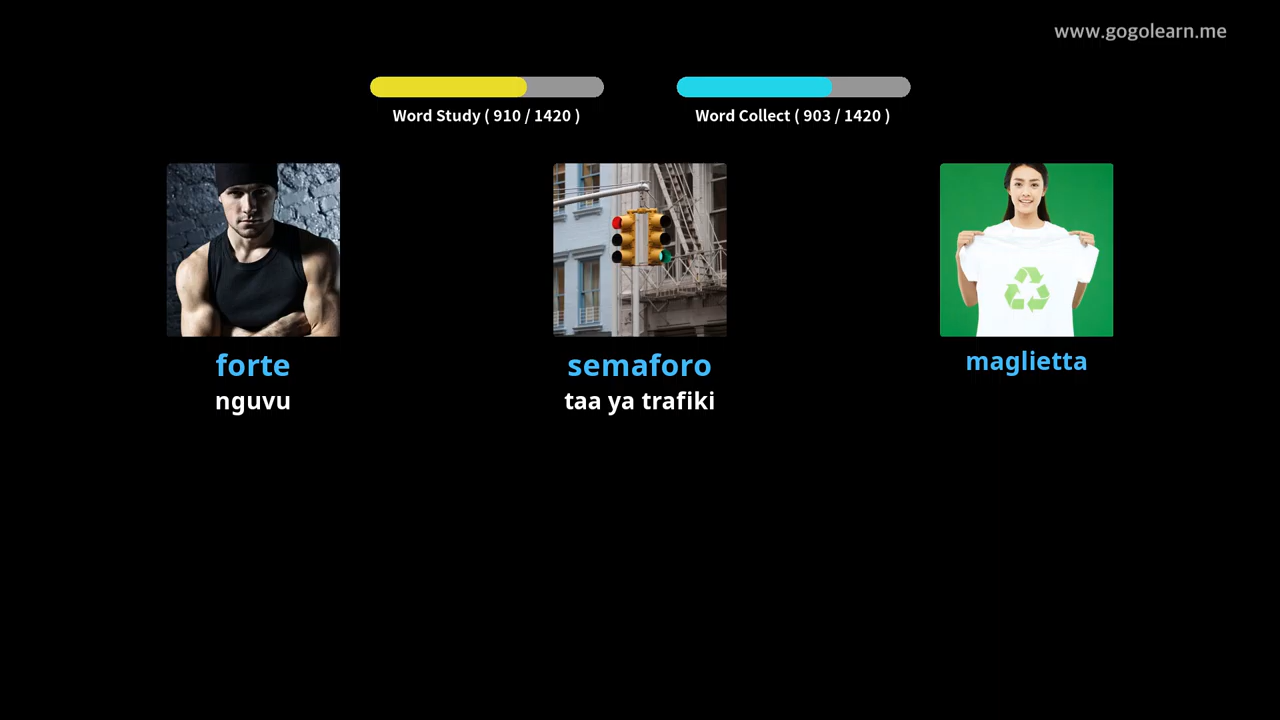 www.gogolearn.me
Word Study ( 910 / 1420 )
Word Collect ( 903 / 1420 )
forte
nguvu
semaforo
taa ya trafiki
maglietta